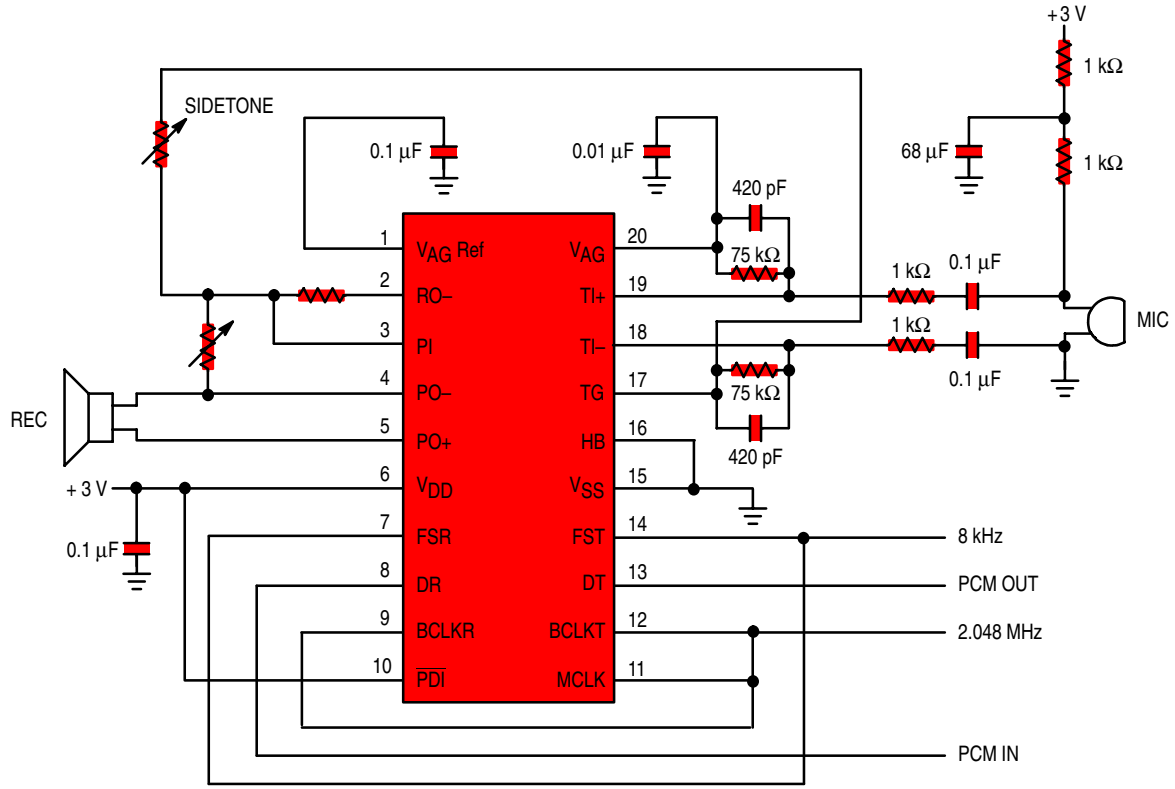 +3 V
1 kΩ
SIDETONE
0.1 µF
0.01 µF
68 µF
1 kΩ
420 pF
1
VAG Ref
VAG
20
75 kΩ
1 kΩ
0.1 µF
2
RO–
TI+
19
1 kΩ
MIC
3
PI
TI–
18
0.1 µF
4
PO–
TG
17
75 kΩ
REC
5
PO+
HB
16
420 pF
+ 3 V
6
VDD
VSS
15
7
FSR
FST
14
8 kHz
0.1 µF
8
DR
DT
13
PCM OUT
9
BCLKR
BCLKT
12
2.048 MHz
10
PDI
MCLK
11
PCM IN